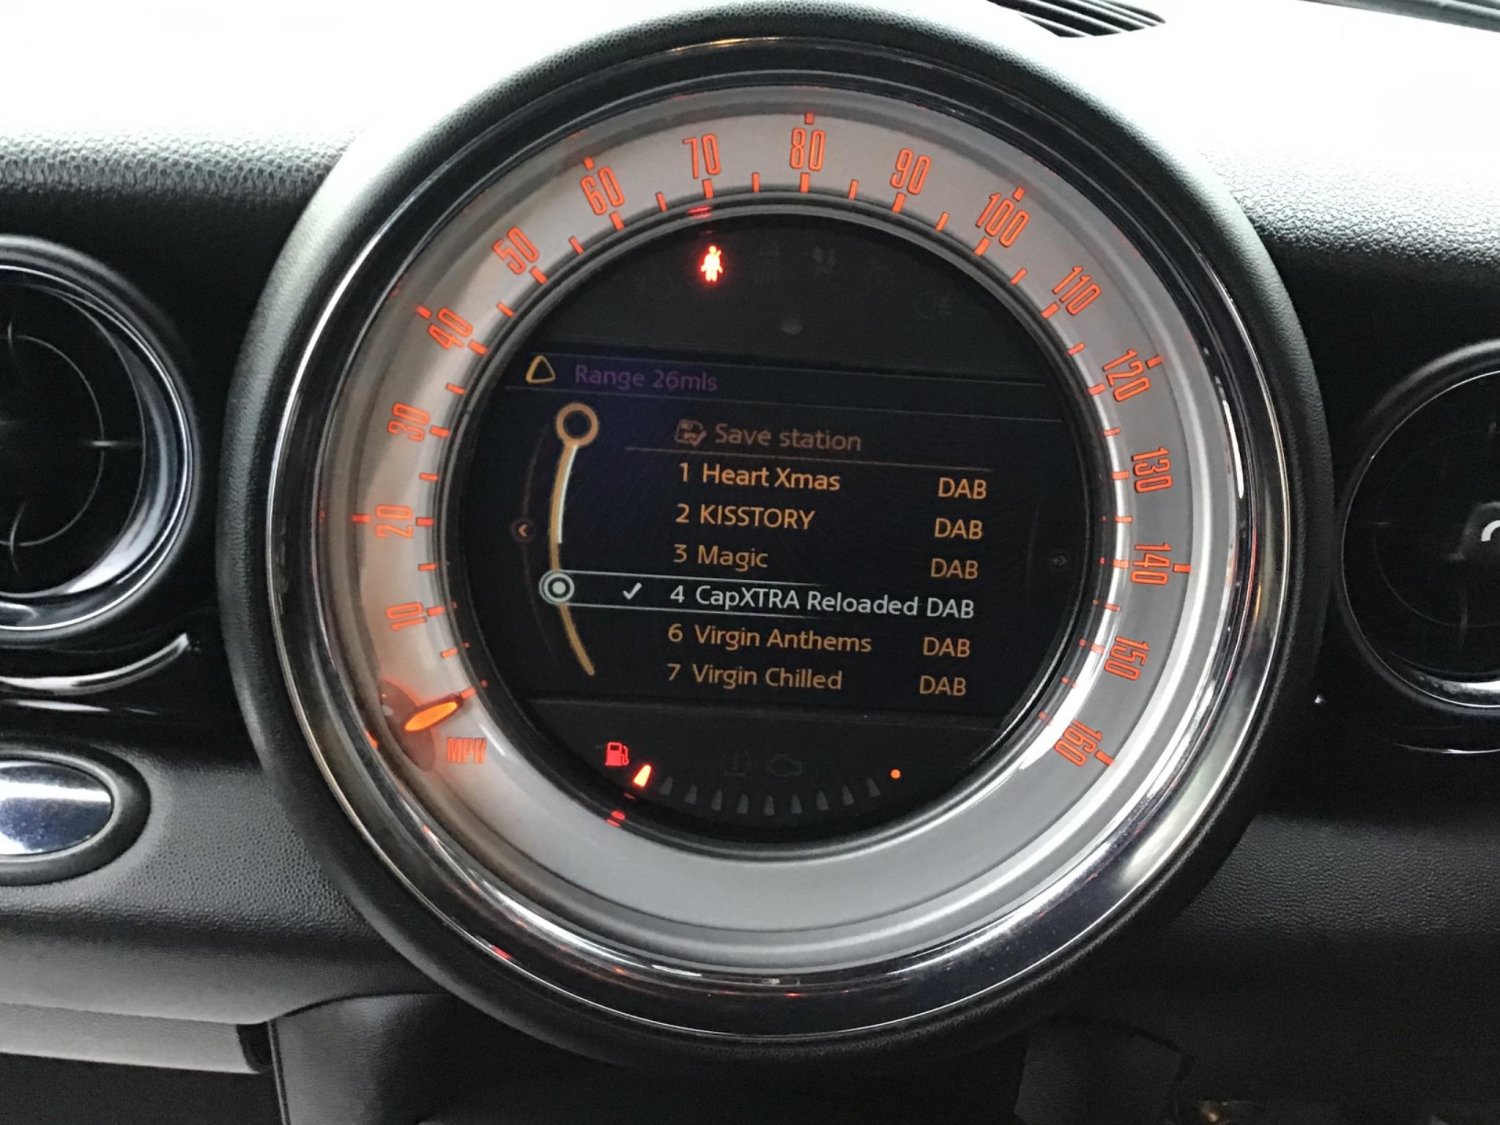 10
20
30
40
50
60
70
80
90
100
110
120
130
140
150
160
MPH
Range 26mls
Save station
1 Heart Xmas DAB
2 KISSTORY DAB
3 Magic DAB
4 CapXTRA Reloaded DAB
6 Virgin Anthems DAB
7 Virgin Chilled DAB